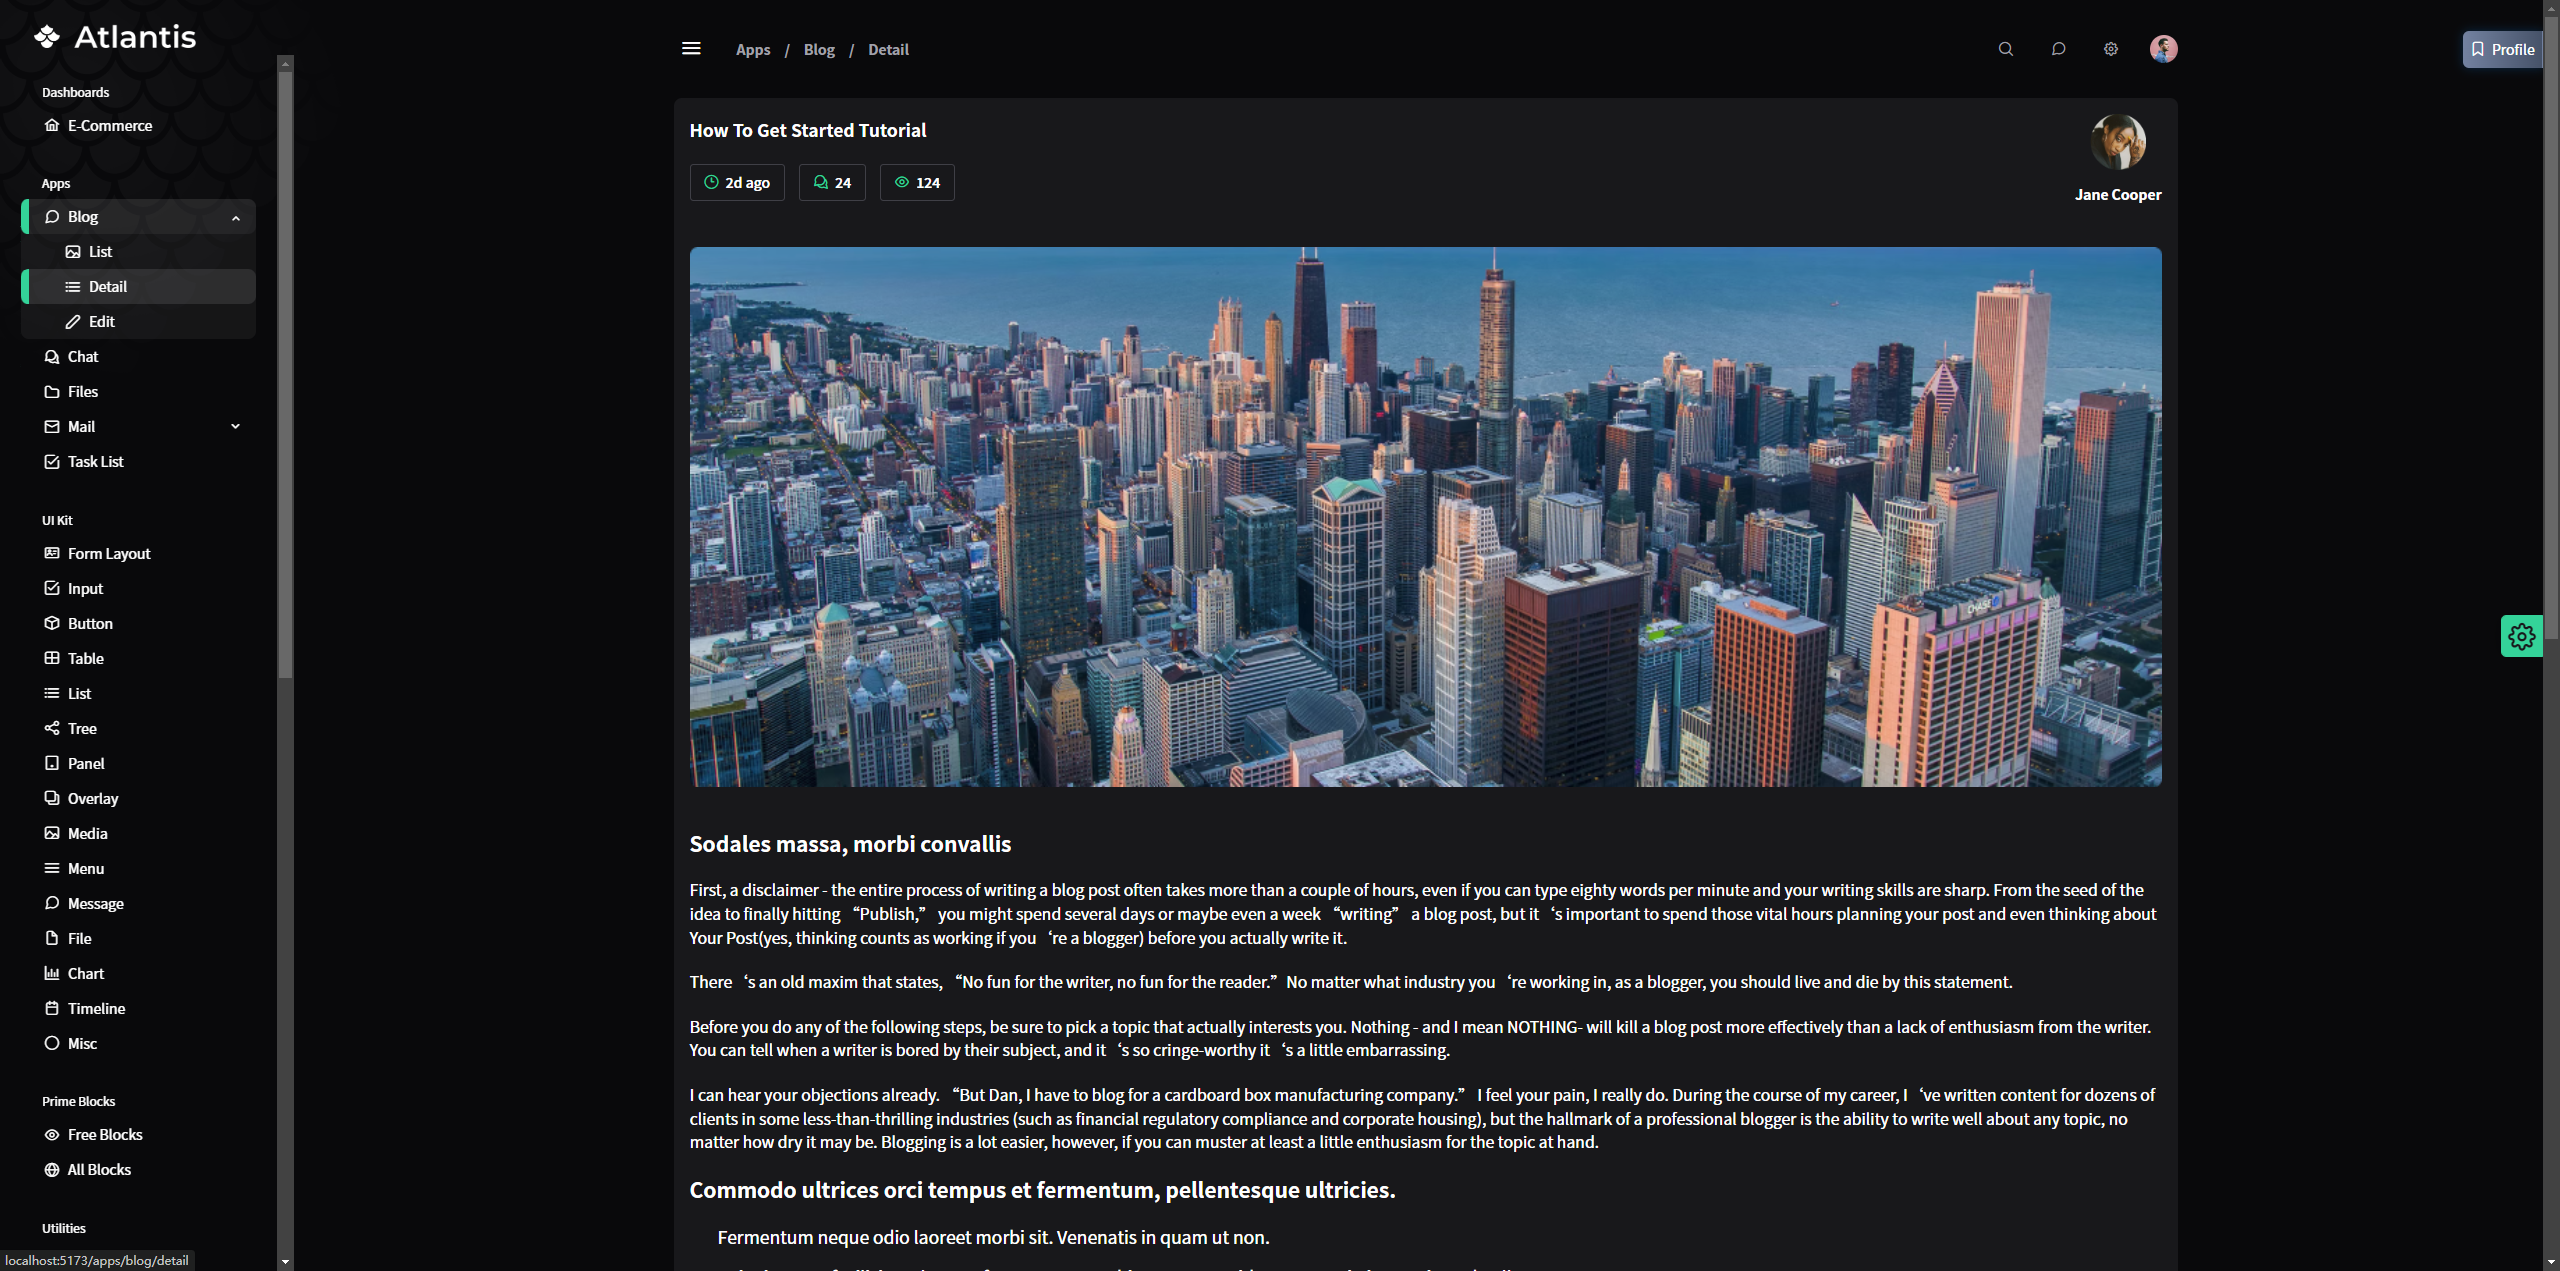 Atlantis
Dashboards
E-Commerce
Apps
Blog
List
Detail
Edit
Chat
Files
Mail
Task List
UI Kit
Form Layout
Input
Button
Table
List
Tree
Panel
Overlay
Media
Menu
Message
File
Chart
Timeline
Misc
Prime Blocks
Free Blocks
All Blocks
Utilities
localhost:5173/apps/blog/detail
Apps / Blog / Detail
Profile
How To Get Started Tutorial
2d ago 24 124
Jane Cooper
CHASE
Sodales massa, morbi convallis
First, a disclaimer - the entire process of writing a blog post often takes more than a couple of hours, even if you can type eighty words per minute and your writing skills are sharp. From the seed of the
idea to finally hitting “Publish,” you might spend several days or maybe even a week “writing” a blog post, but it ‘s important to spend those vital hours planning your post and even thinking about
Your Post(yes, thinking counts as working if you ‘re a blogger) before you actually write it.
There ‘s an old maxim that states, “No fun for the writer, no fun for the reader.” No matter what industry you ‘re working in, as a blogger, you should live and die by this statement.
Before you do any of the following steps, be sure to pick a topic that actually interests you. Nothing - and I mean NOTHING- will kill a blog post more effectively than a lack of enthusiasm from the writer.
You can tell when a writer is bored by their subject, and it ‘s so cringe-worthy it ‘s a little embarrassing.
I can hear your objections already. “But Dan, I have to blog for a cardboard box manufacturing company.” I feel your pain, I really do. During the course of my career, I ‘ve written content for dozens of
clients in some less-than-thrilling industries (such as financial regulatory compliance and corporate housing), but the hallmark of a professional blogger is the ability to write well about any topic, no
matter how dry it may be. Blogging is a lot easier, however, if you can muster at least a little enthusiasm for the topic at hand.
Commodo ultrices orci tempus et fermentum, pellentesque ultricies.
Fermentum neque odio laoreet morbi sit. Venenatis in quam ut non.